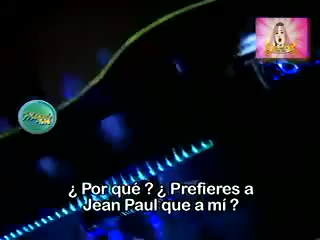 ¿ Por qué ? ¿ Prefieres a
Jean Paul que a mí ?